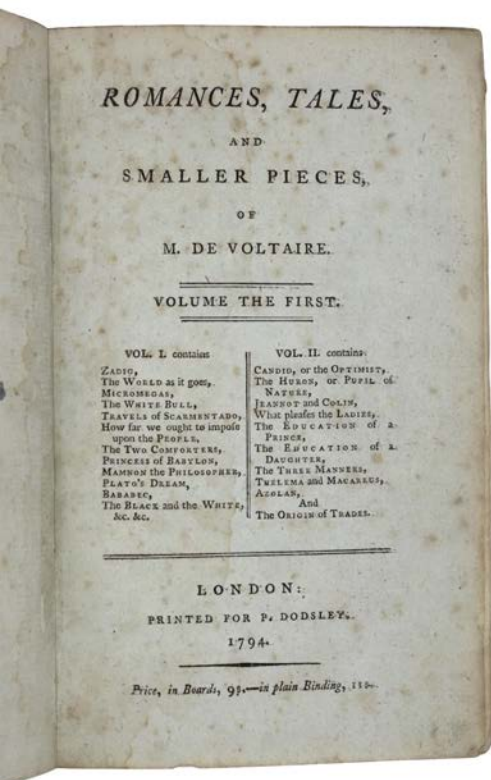 ROMANCES, TALES,
AND
SMALLER PIECES,
OF
M. DE VOLTAIRE.
VOLUME THE FIRST.
VOL. I. contains
ZADIG,
The WORLD as it goes,
MICROMEGAS,
The WHITE BULL,
TRAVELS of SCARMENTADO,
How far we ought to impose
upon the PEOPLE,
The TWO COMFORTERS,
PRINCESS of BABYLON,
MAMNON the PHILOSOPHER,
PLATO'S DREAM,
BABABEC,
The BLACK and the WHITE,
&c. &c.
VOL. II. contains
CANDID, or the OPTIMIST,
The HURON, or PUPIL of
NATURE,
JEANNOT and COLIN,
What pleases the LADIES,
The EDUCATION of a
PRINCE,
The EDUCATION of a
DAUGHTER,
The THREE MANNERS,
THELEMA and MACAREUS,
AZOLAN,
And
The ORIGIN of TRADES.
LONDON:
PRINTED FOR P. DODSLEY.
1794.
Price, in Boards, 9s.—in plain Binding,